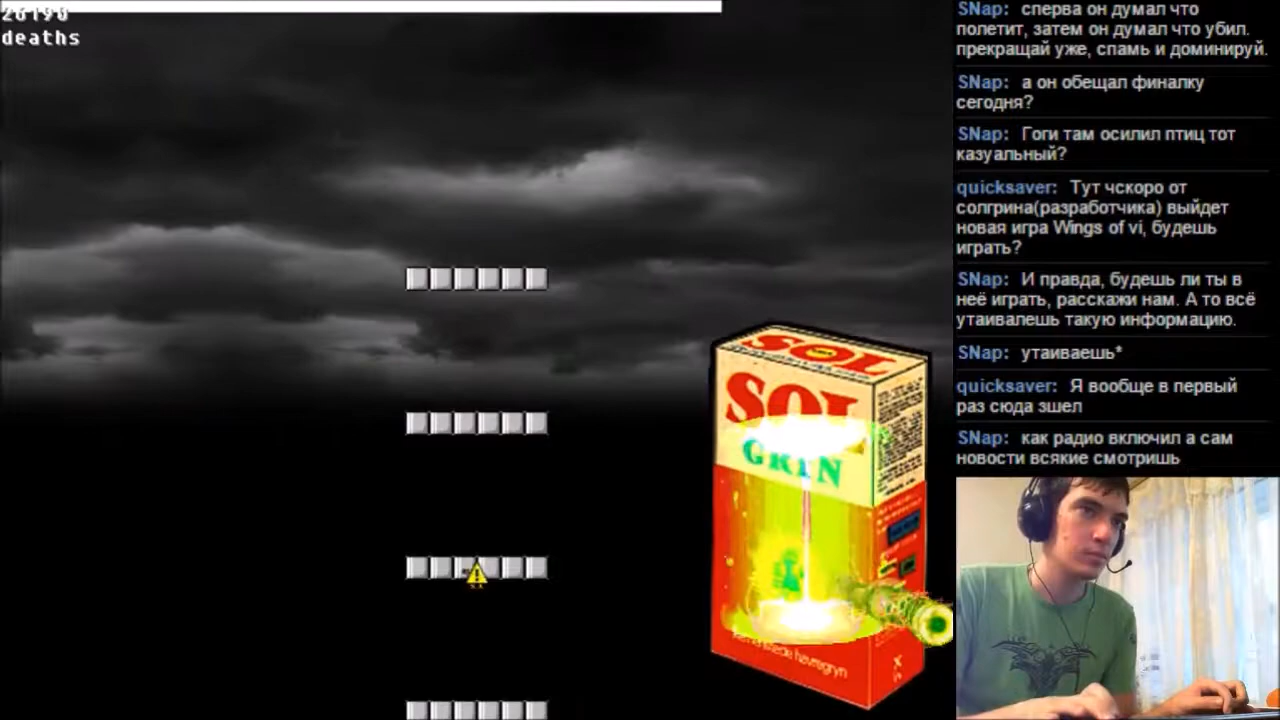 26190
deaths
SOL
SOL
GRYN
SNap: сперва он думал что
полетит, затем он думал что убил.
прекращай уже, спамь и доминируй.
SNap: а он обещал финалку
сегодня?
SNap: Гоги там осилил птиц тот
казуальный?
quicksaver: Тут чскоро от
солгрина(разработчика) выйдет
новая игра Wings of vi, будешь
играть?
SNap: И правда, будешь ли ты в
неё играть, расскажи нам. А то всё
утаивалешь такую информацию.
SNap: утаиваешь*
quicksaver: Я вообще в первый
раз сюда зшел
SNap: как радио включил а сам
новости всякие смотришь